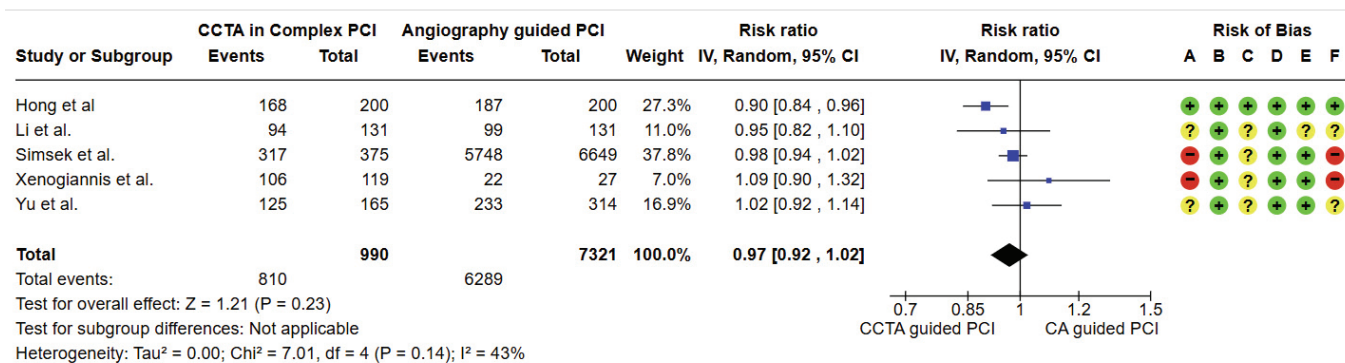 CCTA in Complex PCI Angiography guided PCI Risk ratio Risk ratio Risk of Bias
Study or Subgroup Events Total Events Total Weight IV, Random, 95% CI IV, Random, 95% CI A B C D E F
Hong et al 168 200 187 200 27.3% 0.90 [0.84 , 0.96] + + + + + +
Li et al. 94 131 99 131 11.0% 0.95 [0.82 , 1.10] ? + ? + ? ?
Simsek et al. 317 375 5748 6649 37.8% 0.98 [0.94 , 1.02] - + ? + + -
Xenogiannis et al. 106 119 22 27 7.0% 1.09 [0.90 , 1.32] - + ? + + -
Yu et al. 125 165 233 314 16.9% 1.02 [0.92 , 1.14] ? + ? + + ?
Total 990 7321 100.0% 0.97 [0.92 , 1.02]
Total events: 810 6289
Test for overall effect: Z = 1.21 (P = 0.23) 0.7 0.85 1 1.2 1.5
Test for subgroup differences: Not applicable CCTA guided PCI CA guided PCI
Heterogeneity: Tau² = 0.00; Chi² = 7.01, df = 4 (P = 0.14); I² = 43%